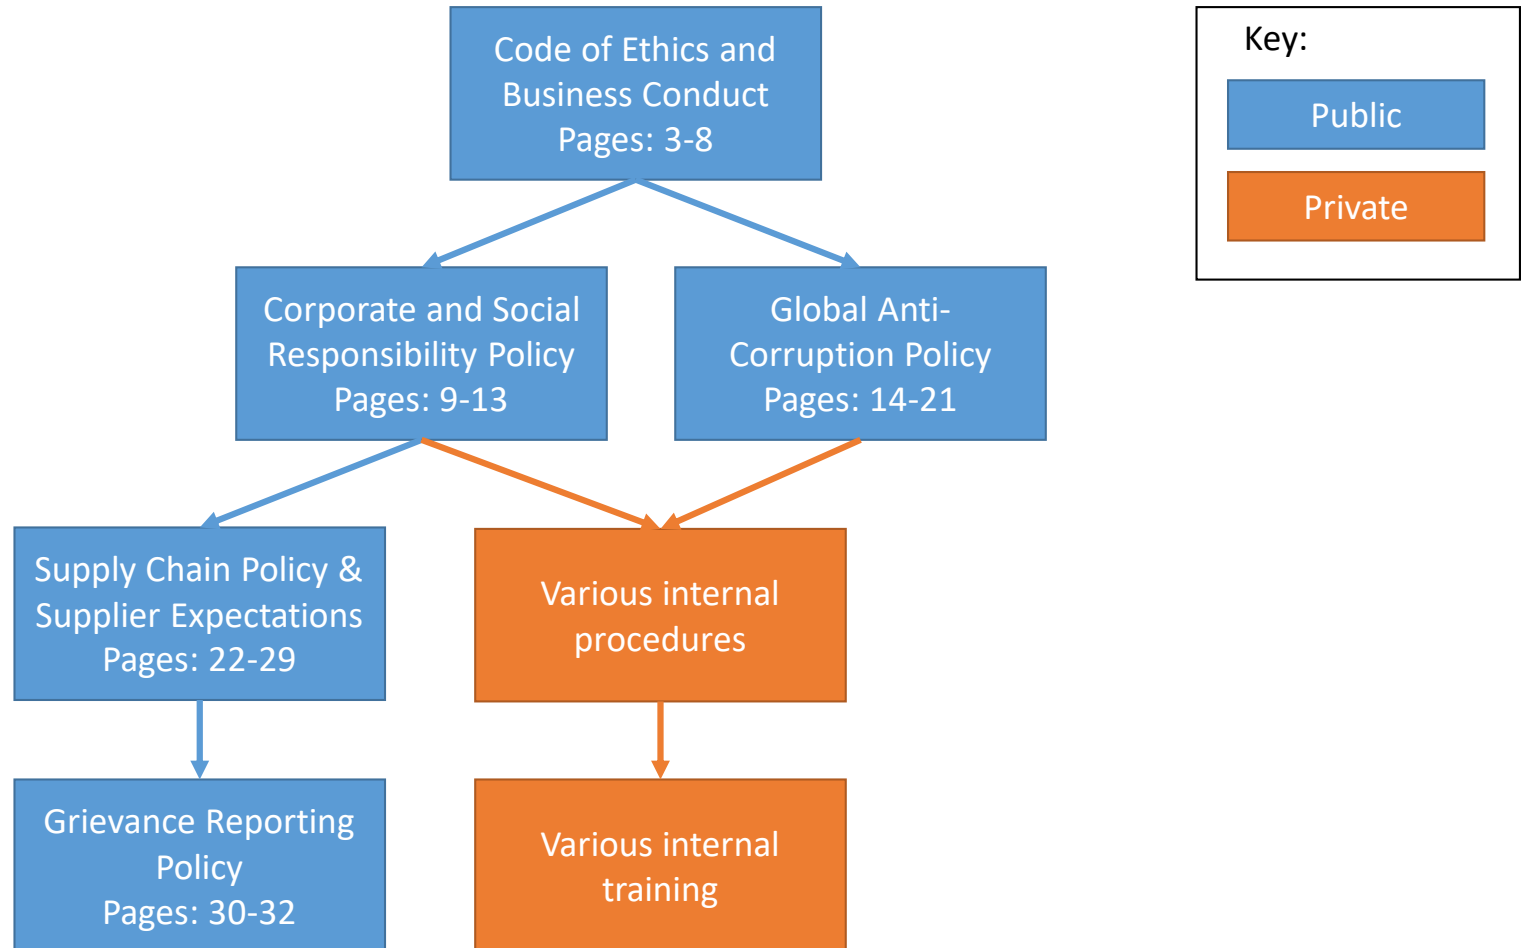 Code of Ethics and
Business Conduct
Pages: 3-8
Key:
Public
Private
Corporate and Social
Responsibility Policy
Pages: 9-13
Global Anti-
Corruption Policy
Pages: 14-21
Supply Chain Policy &
Supplier Expectations
Pages: 22-29
Various internal
procedures
Grievance Reporting
Policy
Pages: 30-32
Various internal
training